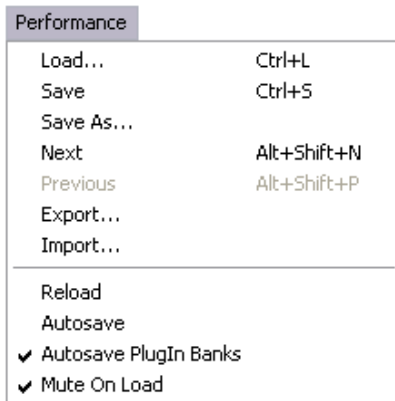 Performance
Load... Ctrl+L
Save Ctrl+S
Save As...
Next Alt+Shift+N
Previous Alt+Shift+P
Export...
Import...
Reload
Autosave
Autosave PlugIn Banks
Mute On Load